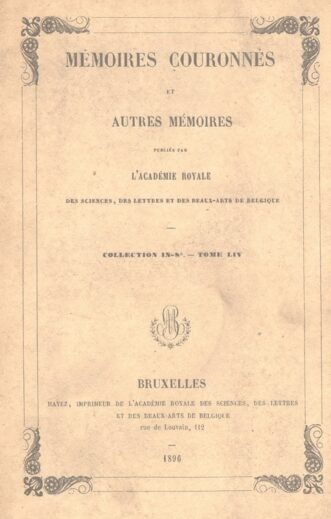 MÉMOIRES COURONNÉS
ET
AUTRES MÉMOIRES
PUBLIÉS PAR
L'ACADÉMIE ROYALE
DES SCIENCES, DES LETTRES ET DES BEAUX-ARTS DE BELGIQUE
COLLECTION IN-8º. — TOME LIV
BRUXELLES
HAYEZ, IMPRIMEUR DE L'ACADÉMIE ROYALE DES SCIENCES, DES LETTRES
ET DES BEAUX-ARTS DE BELGIQUE
rue de Louvain, 112
1896